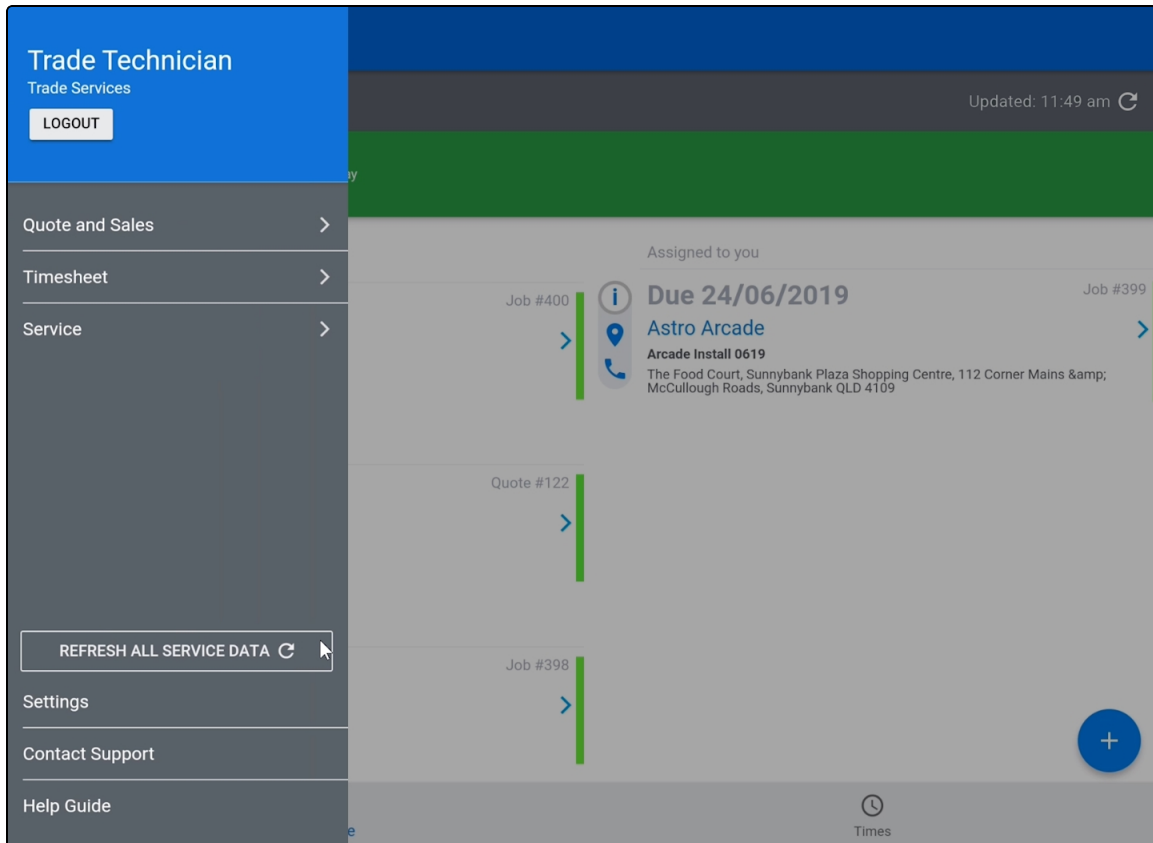 Trade Technician
Trade Services
LOGOUT
Quote and Sales
Timesheet
Service
REFRESH ALL SERVICE DATA
Settings
Contact Support
Help Guide
Updated: 11:49 am
Job #400
Quote #122
Job #398
Assigned to you
Due 24/06/2019
Job #399
Astro Arcade
Arcade Install 0619
The Food Court, Sunnybank Plaza Shopping Centre, 112 Corner Mains &amp;
McCullough Roads, Sunnybank QLD 4109
Times